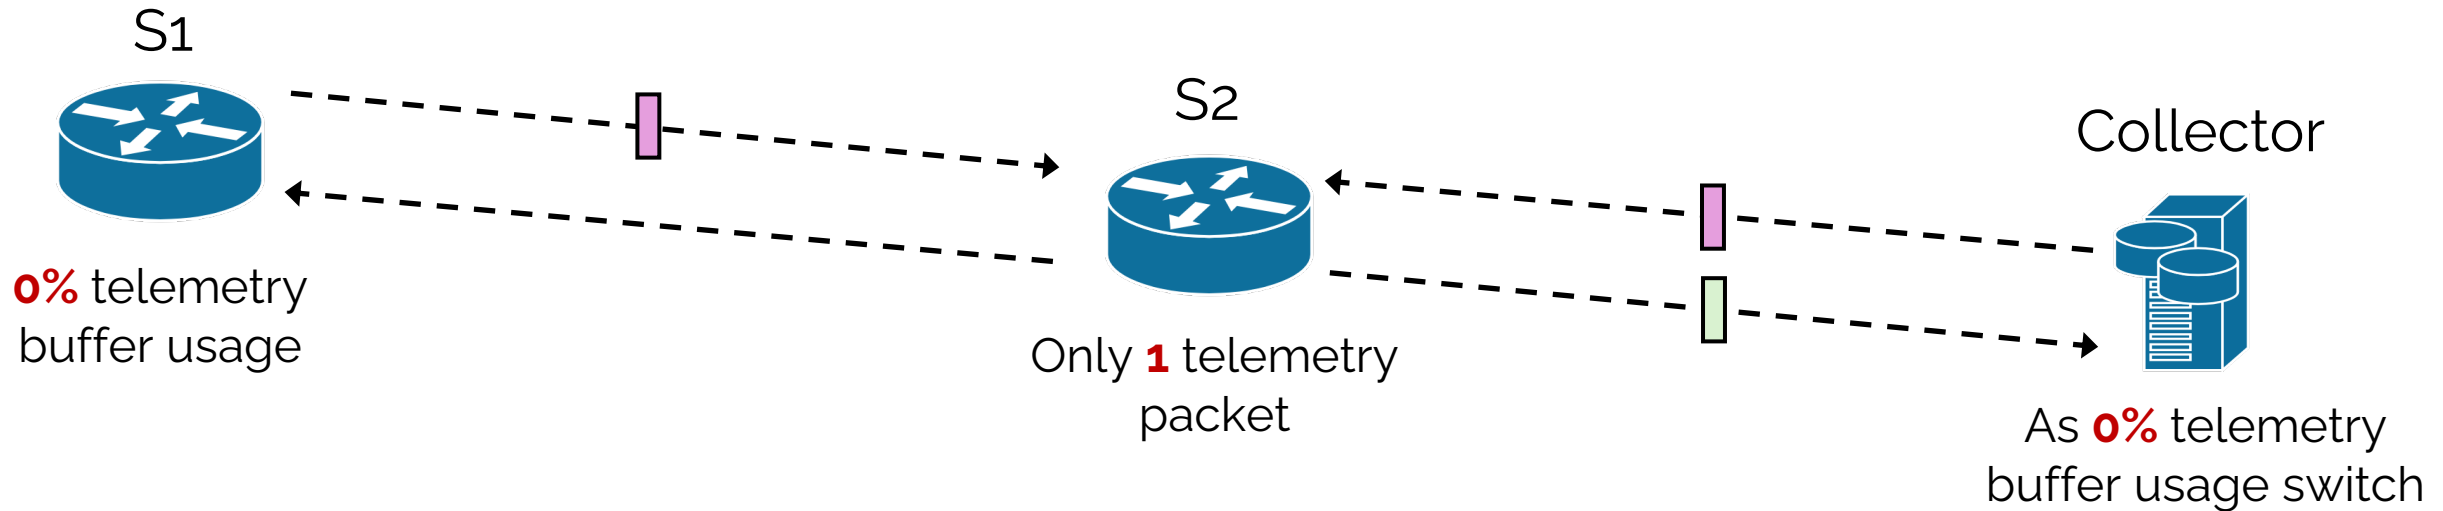 S1
S2
Collector
0% telemetry
buffer usage
Only 1 telemetry
packet
As 0% telemetry
buffer usage switch